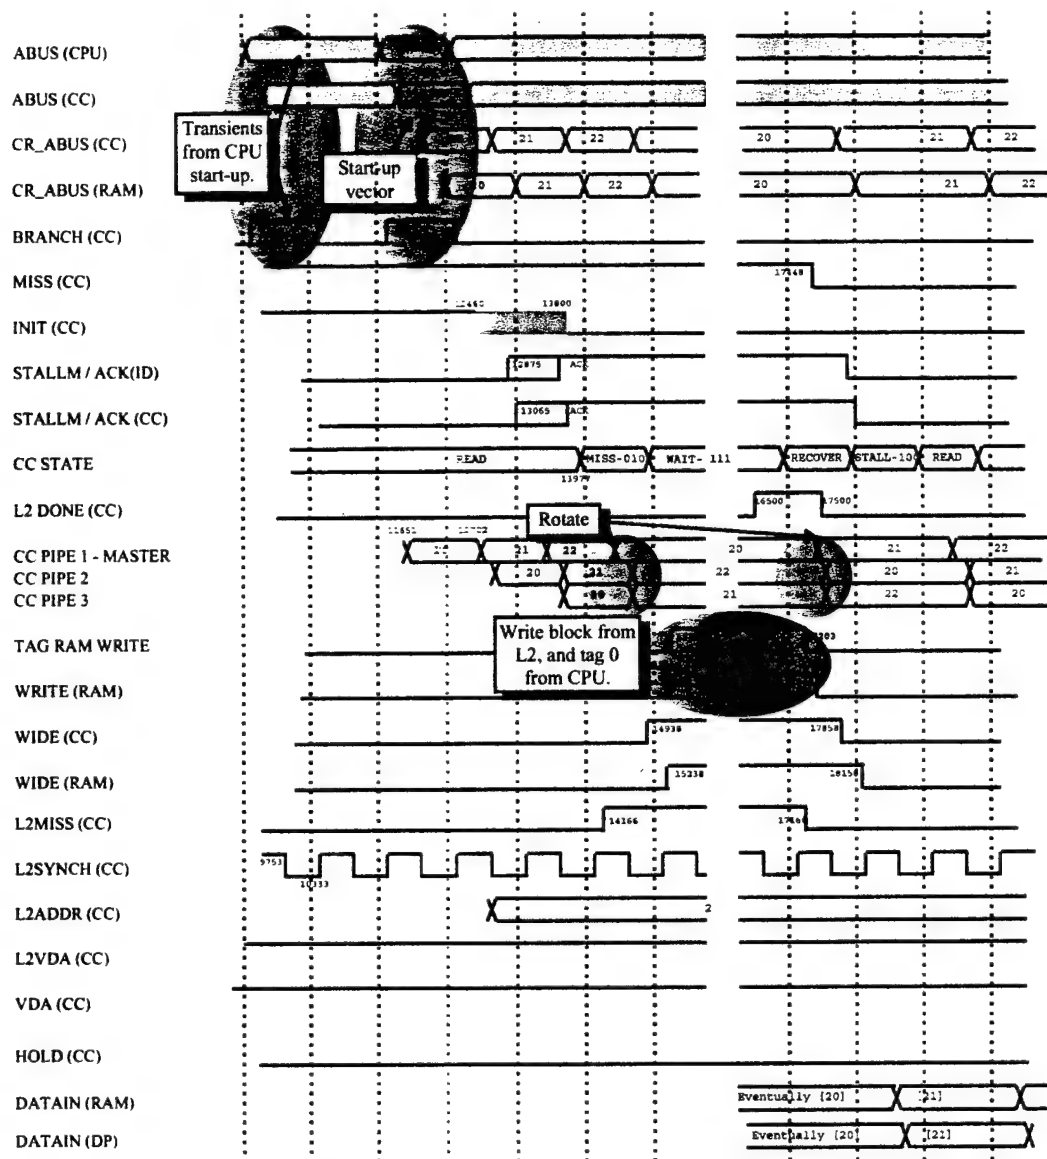 ABUS (CPU)
ABUS (CC)
Transients
from CPU
start-up.
Start-up
vector
CR_ABUS (CC) 21 22 20 21 22
CR_ABUS (RAM) 21 22 20 21 22
BRANCH (CC)
MISS (CC)
INIT (CC) 13800
STALLM / ACK(ID) ACK
STALLM / ACK (CC) 13065 ACK
CC STATE READ MISS-010 WAIT- 111 RECOVER STALL-100 READ
L2 DONE (CC) 16500 17500
Rotate
CC PIPE 1 - MASTER 21 22 20 21 22
CC PIPE 2 20 21 22 20 21
CC PIPE 3 20 21 22 20
Write block from
L2, and tag 0
from CPU.
TAG RAM WRITE
WRITE (RAM)
WIDE (CC) 14938 17858
WIDE (RAM) 15238 18158
L2MISS (CC) 14166
L2SYNCH (CC) 9753 10333
L2ADDR (CC) 2
L2VDA (CC)
VDA (CC)
HOLD (CC)
DATAIN (RAM) Eventually [20] [21]
DATAIN (DP) Eventually [20] [21]